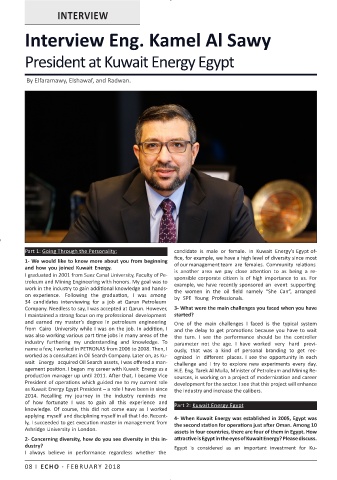 INTERVIEW
Interview Eng. Kamel Al Sawy
President at Kuwait Energy Egypt
By Elfaramawy, Elshawaf, and Radwan.
Part 1: Going Through the Personality:
1- We would like to know more about you from beginning
and how you joined Kuwait Energy.
I graduated in 2001 from Suez Canal University, Faculty of Pe-
troleum and Mining Engineering with honors. My goal was to
work in the industry to gain additional knowledge and hands-
on experience. Following the graduation, I was among
34 candidates interviewing for a job at Qarun Petroleum
Company. Needless to say, I was accepted at Qarun. However,
I maintained a strong focus on my professional development
and earned my master's degree in petroleum engineering
from Cairo University while I was on the job. In addition, I
was also working various part time jobs in many areas of the
industry furthering my understanding and knowledge. To
name a few, I worked in PETRONAS from 2006 to 2008. Then, I
worked as a consultant in Oil Search Company. Later on, as Ku-
wait Energy acquired Oil Search assets, I was offered a man-
agement position. I began my career with Kuwait Energy as a
production manager up until 2011. After that, I became Vice
President of operations which guided me to my current role
as Kuwait Energy Egypt President – a role I have been in since
2014. Recalling my journey in the industry reminds me
of how fortunate I was to gain all this experience and
knowledge. Of course, this did not come easy as I worked
applying myself and disciplining myself in all that I do. Recent-
ly, I succeeded to get execution master in management from
Ashridge University in London.
2- Concerning diversity, how do you see diversity in this in-
dustry?
I always believe in performance regardless whether the
candidate is male or female. In Kuwait Energy's Egypt of-
fice, for example, we have a high level of diversity since most
of our management team are females. Community relations
is another area we pay close attention to as being a re-
sponsible corporate citizen is of high importance to us. For
example, we have recently sponsored an event supporting
the women in the oil field namely "She Can", arranged
by SPE Young Professionals.
3- What were the main challenges you faced when you have
started?
One of the main challenges I faced is the typical system
and the delay to get promotions because you have to wait
the turn. I see the performance should be the controller
parameter not the age. I have worked very hard previ-
ously, that was a kind of personal branding to get rec-
ognized in different places. I see the opportunity in each
challenge and I try to explore new experiments every day.
H.E. Eng. Tarek Al Mulla, Minister of Petroleum and Mining Re-
sources, is working on a project of modernization and career
development for the sector. I see that this project will enhance
the industry and increase the calibers.
Part 2: Kuwait Energy Egypt
4- When Kuwait Energy was established in 2005, Egypt was
the second station for operations just after Oman. Among 10
assets in four countries, there are four of them in Egypt. How
attractive is Egypt in the eyes of Kuwait Energy? Please discuss.
Egypt is considered as an important investment for Ku-
08 I ECHO - FEBRUARY 2018